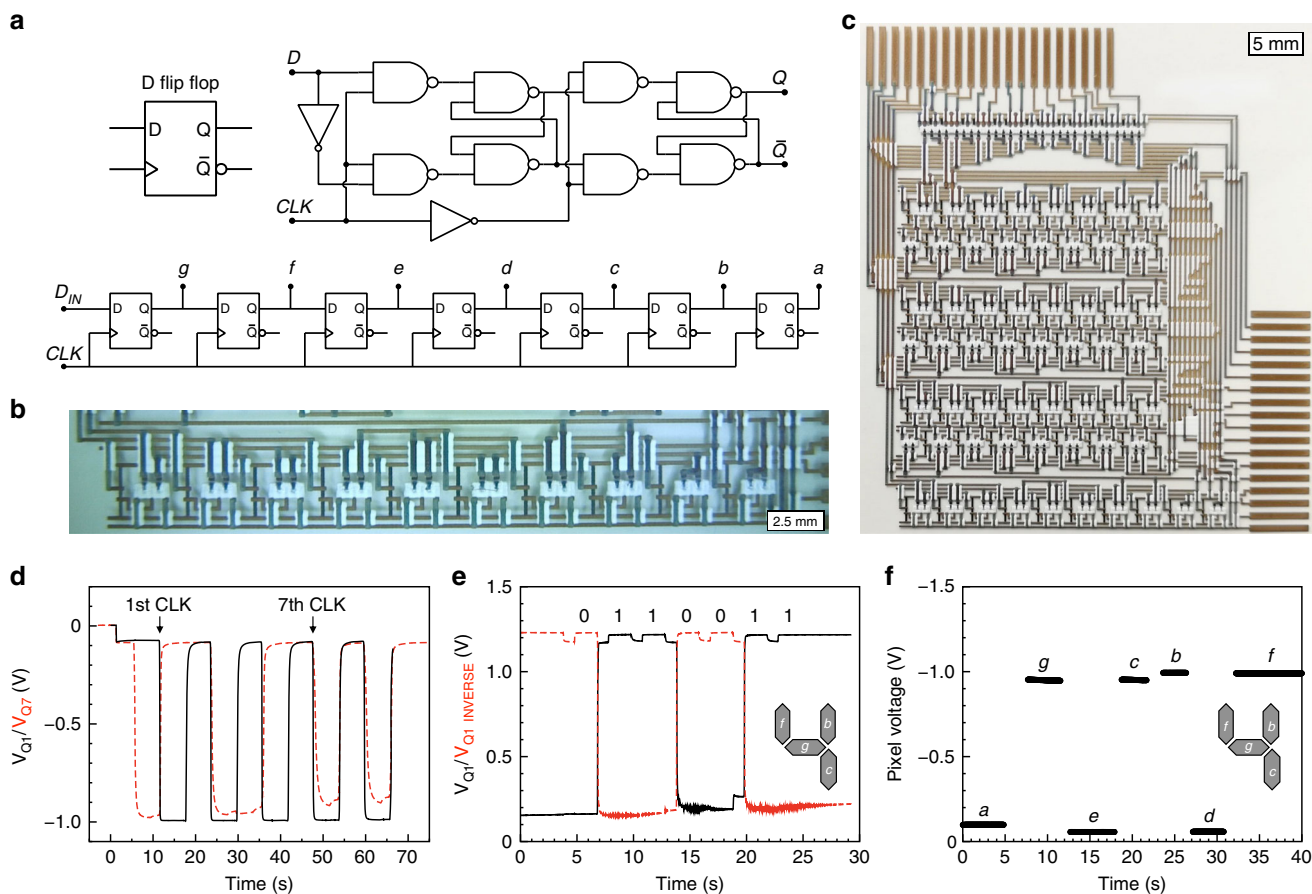 a
D flip flop
D Q
Q̄
D
CLK
Q
Q̄
g f e d c b a
D_IN
D Q D Q D Q D Q D Q D Q D Q
Q̄ Q̄ Q̄ Q̄ Q̄ Q̄ Q̄
CLK
b
2.5 mm
c
5 mm
d
1st CLK 7th CLK
0
−0.5
−1.0
V_Q1/V_Q7 (V)
0 10 20 30 40 50 60 70
Time (s)
e
0 1 1 0 0 1 1
1.5
1.2
1.0
0.5
0
V_Q1/V_Q1 INVERSE (V)
f b
g
c
0 5 10 15 20 25 30
Time (s)
f
−1.5
−1.0
−0.5
0
Pixel voltage (V)
a g e c b d f
f b
g
c
0 5 10 15 20 25 30 35 40
Time (s)